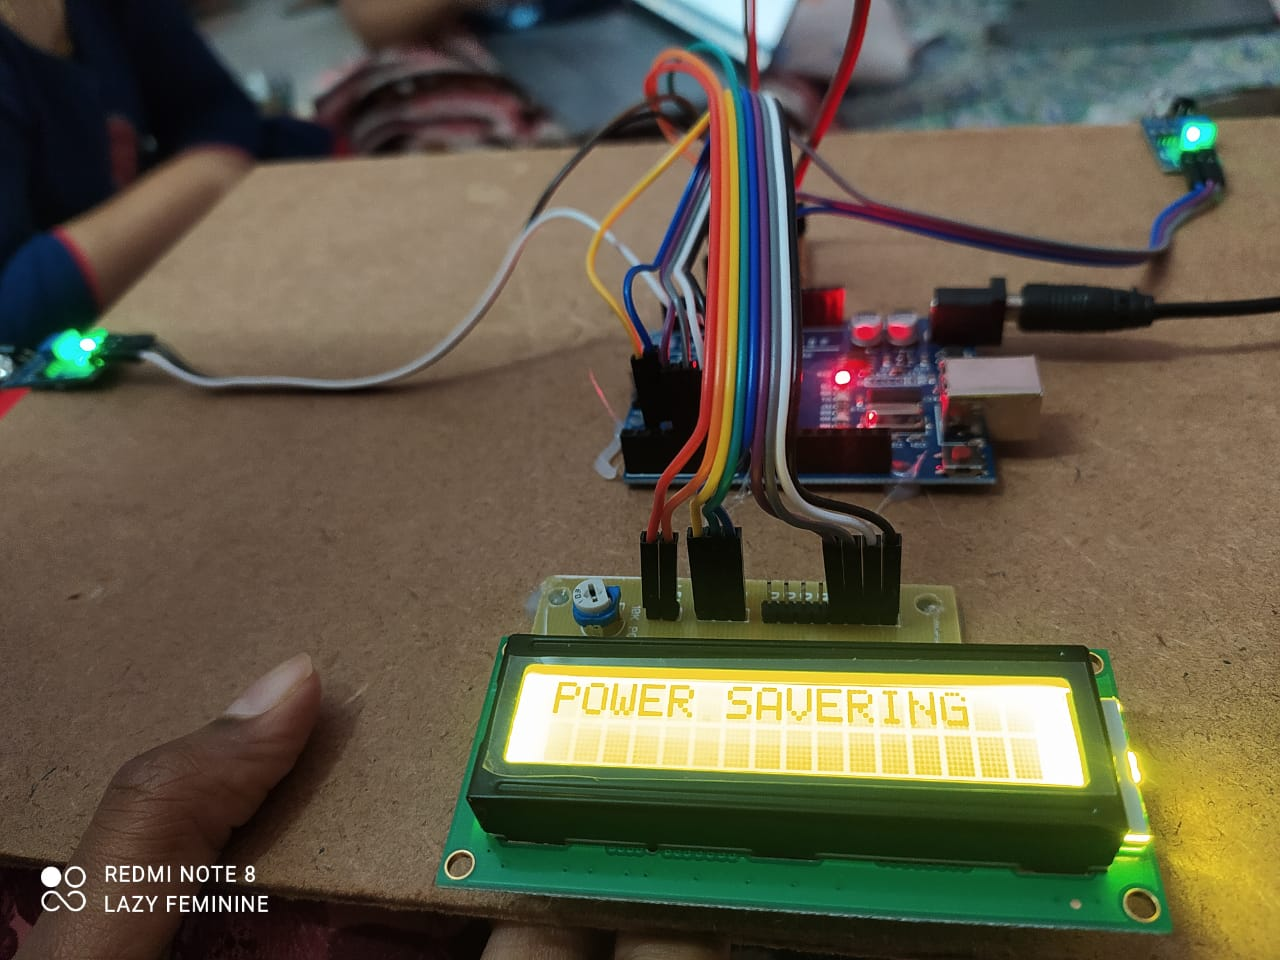 POWER SAVERING
REDMI NOTE 8
LAZY FEMININE